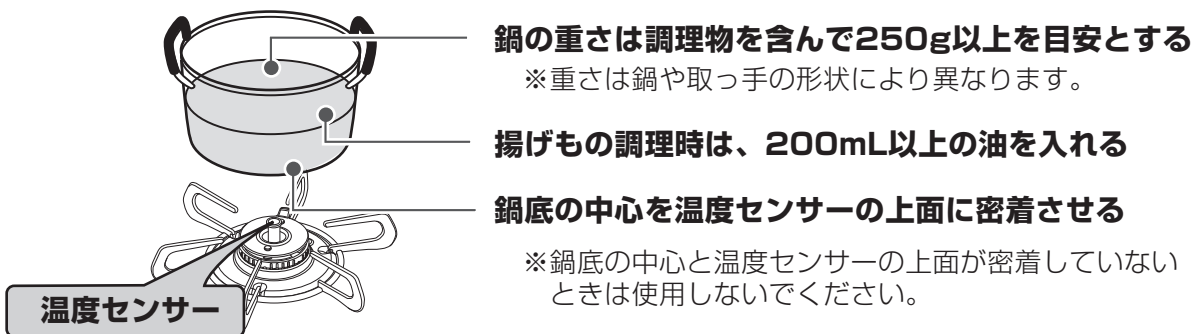 鍋の重さは調理物を含んで250g以上を目安とする
※重さは鍋や取っ手の形状により異なります。
揚げもの調理時は、200mL以上の油を入れる
鍋底の中心を温度センサーの上面に密着させる
※鍋底の中心と温度センサーの上面が密着していない
ときは使用しないでください。
温度センサー